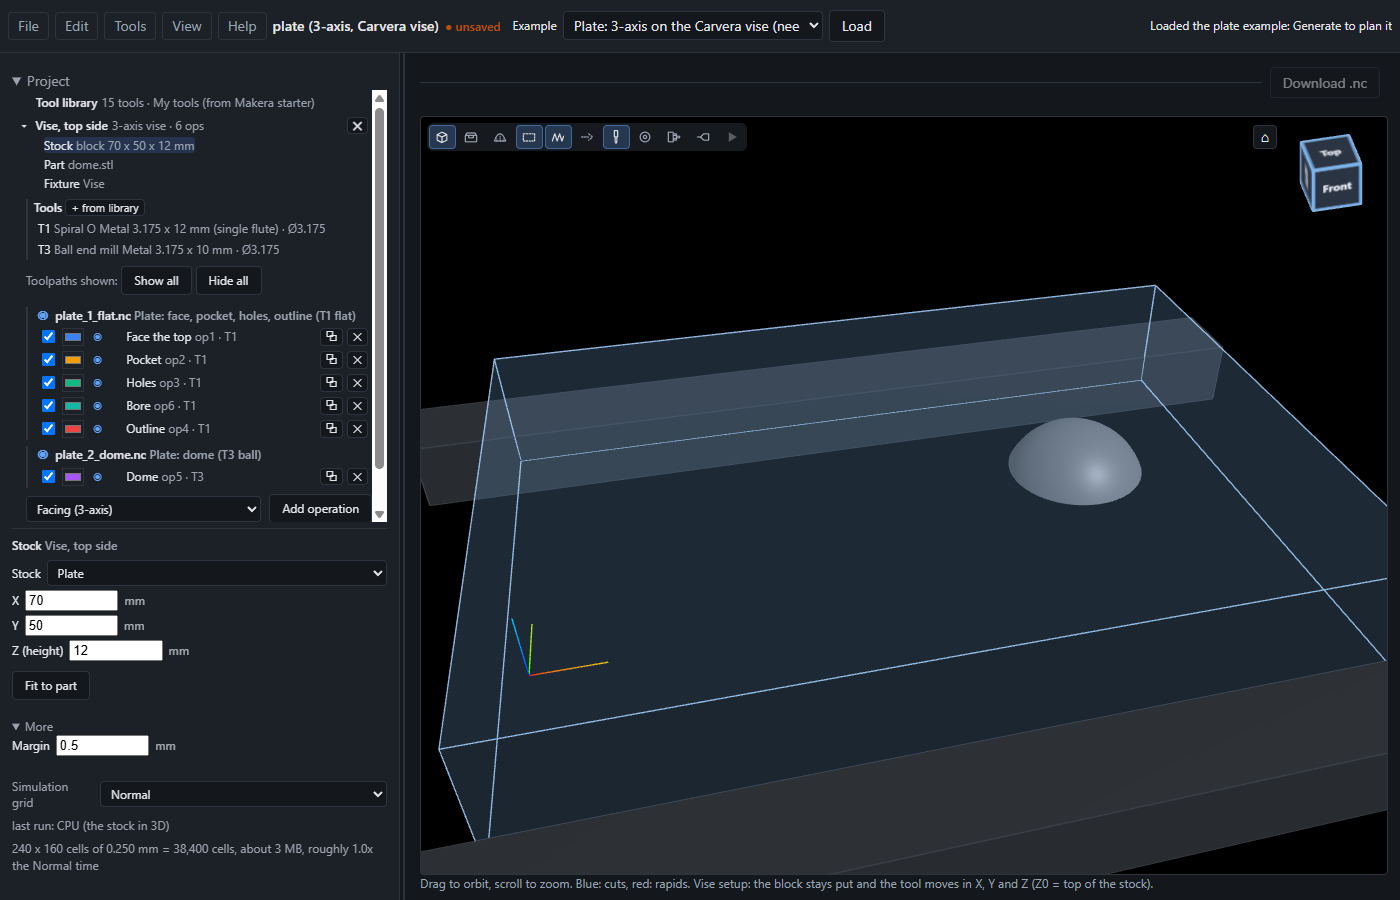 File Edit Tools View Help plate (3-axis, Carvera vise) ● unsaved Example Plate: 3-axis on the Carvera vise (nee Load Loaded the plate example: Generate to plan it
Download .nc
▼ Project
Tool library 15 tools · My tools (from Makera starter)
Vise, top side 3-axis vise · 6 ops
Stock block 70 x 50 x 12 mm
Part dome.stl
Fixture Vise
Tools + from library
T1 Spiral O Metal 3.175 x 12 mm (single flute) · Ø3.175
T3 Ball end mill Metal 3.175 x 10 mm · Ø3.175
Toolpaths shown: Show all Hide all
plate_1_flat.nc Plate: face, pocket, holes, outline (T1 flat)
Face the top op1 · T1
Pocket op2 · T1
Holes op3 · T1
Bore op6 · T1
Outline op4 · T1
plate_2_dome.nc Plate: dome (T3 ball)
Dome op5 · T3
Facing (3-axis) Add operation
Stock Vise, top side
Stock Plate
X 70 mm
Y 50 mm
Z (height) 12 mm
Fit to part
▼ More
Margin 0.5 mm
Simulation grid Normal
last run: CPU (the stock in 3D)
240 x 160 cells of 0.250 mm = 38,400 cells, about 3 MB, roughly 1.0x
the Normal time
Top
Front
Drag to orbit, scroll to zoom. Blue: cuts, red: rapids. Vise setup: the block stays put and the tool moves in X, Y and Z (Z0 = top of the stock).